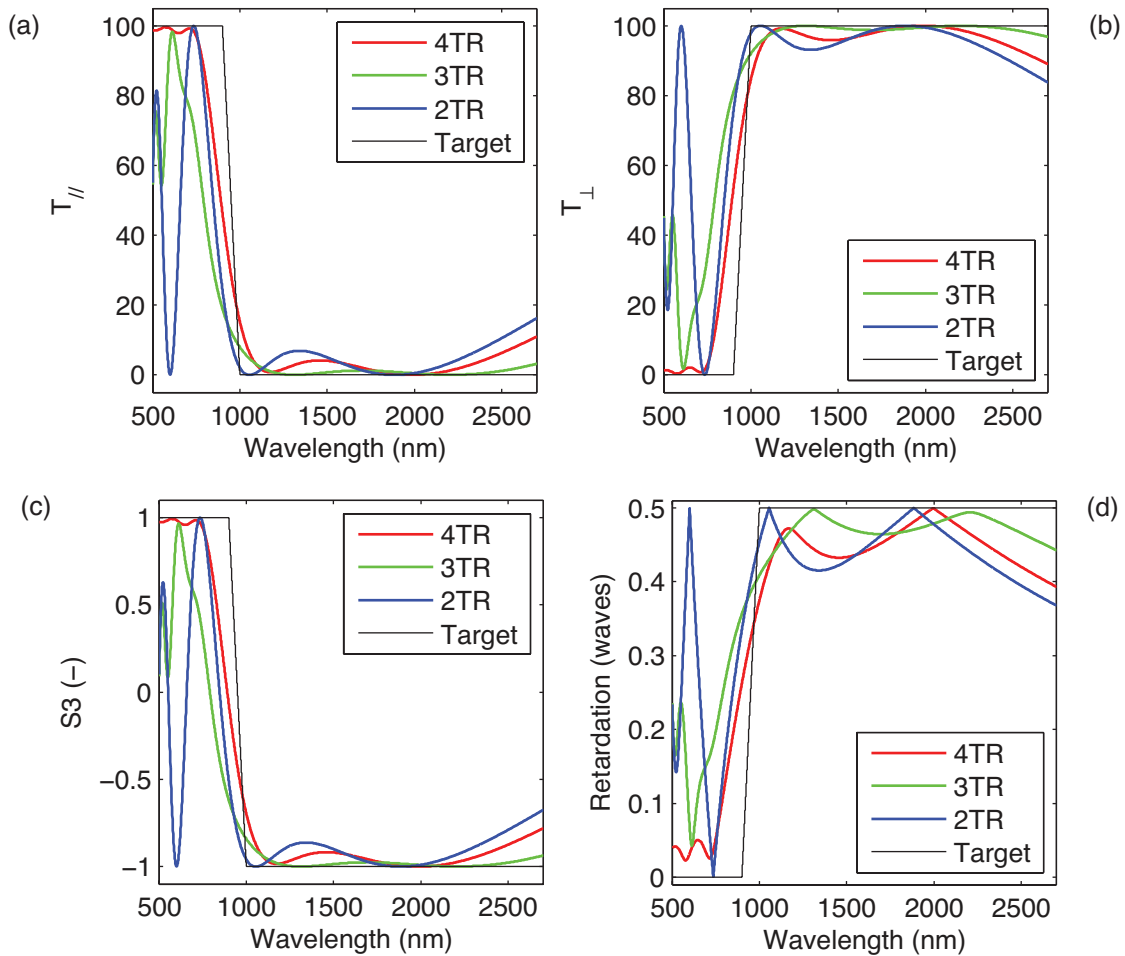 (a)
100
80
60
40
20
0
T//
500 1000 1500 2000 2500
Wavelength (nm)
4TR
3TR
2TR
Target
(b)
100
80
60
40
20
0
T⊥
500 1000 1500 2000 2500
Wavelength (nm)
4TR
3TR
2TR
Target
(c)
1
0.5
0
−0.5
−1
S3 (−)
500 1000 1500 2000 2500
Wavelength (nm)
4TR
3TR
2TR
Target
(d)
0.5
0.4
0.3
0.2
0.1
0
Retardation (waves)
500 1000 1500 2000 2500
Wavelength (nm)
4TR
3TR
2TR
Target